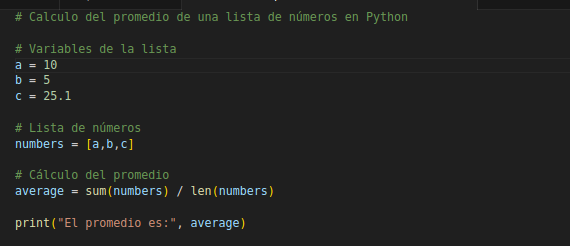 # Calculo del promedio de una lista de números en Python
# Variables de la lista
a = 10
b = 5
c = 25.1
# Lista de números
numbers = [a,b,c]
# Cálculo del promedio
average = sum(numbers) / len(numbers)
print("El promedio es:", average)